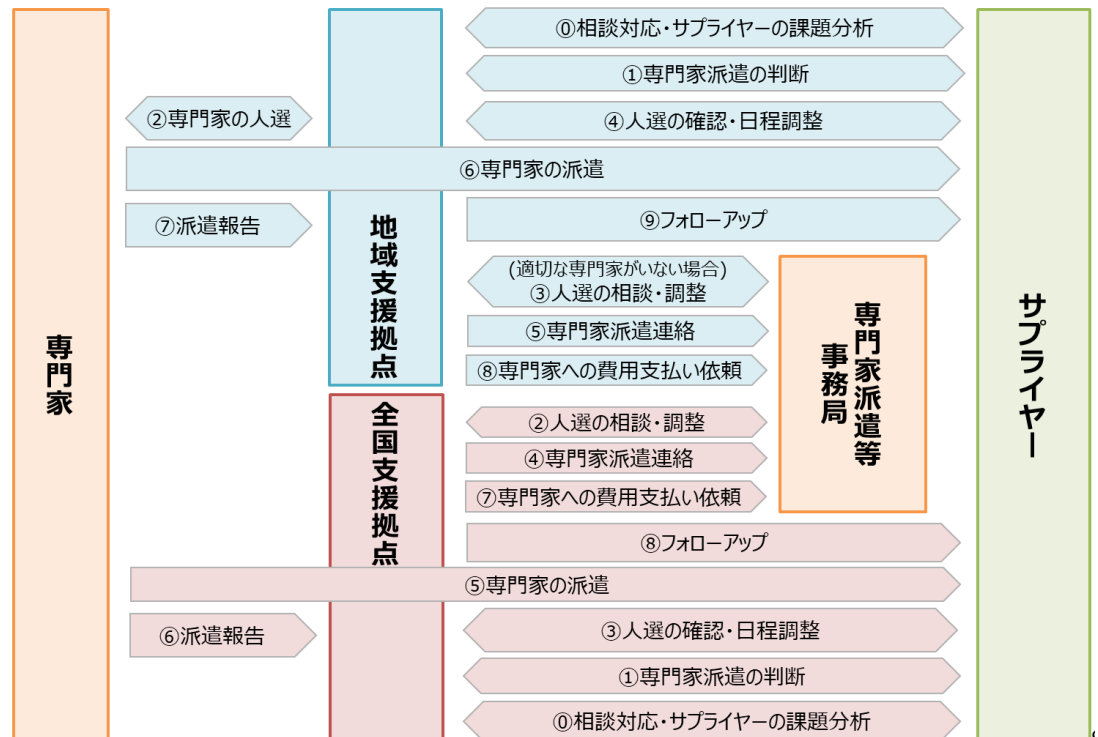 ⓪相談対応・サプライヤーの課題分析
①専門家派遣の判断
②専門家の人選
④人選の確認・日程調整
⑥専門家の派遣
⑦派遣報告
⑨フォローアップ
地域支援拠点
(適切な専門家がいない場合)
③人選の相談・調整
⑤専門家派遣連絡
⑧専門家への費用支払い依頼
専門家派遣等
事務局
専門家
サプライヤー
全国支援拠点
②人選の相談・調整
④専門家派遣連絡
⑦専門家への費用支払い依頼
⑧フォローアップ
⑤専門家の派遣
⑥派遣報告
③人選の確認・日程調整
①専門家派遣の判断
⓪相談対応・サプライヤーの課題分析